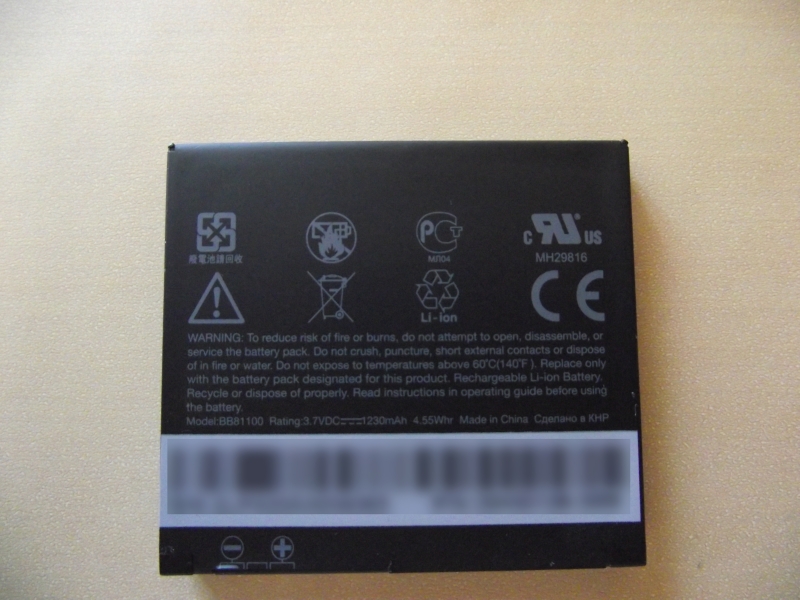 廢電池請回收
PCT
МЛ04
c RU US
MH29816
CE
Li-ion
WARNING: To reduce risk of fire or burns, do not attempt to open, disassemble, or
service the battery pack. Do not crush, puncture, short external contacts or dispose
of in fire or water. Do not expose to temperatures above 60°C(140°F). Replace only
with the battery pack designated for this product. Rechargeable Li-ion Battery.
Recycle or dispose of properly. Read instructions in operating guide before using
the battery.
Model:BB81100 Rating:3.7VDC 1230mAh 4.55Whr Made in China Сделано в КНР